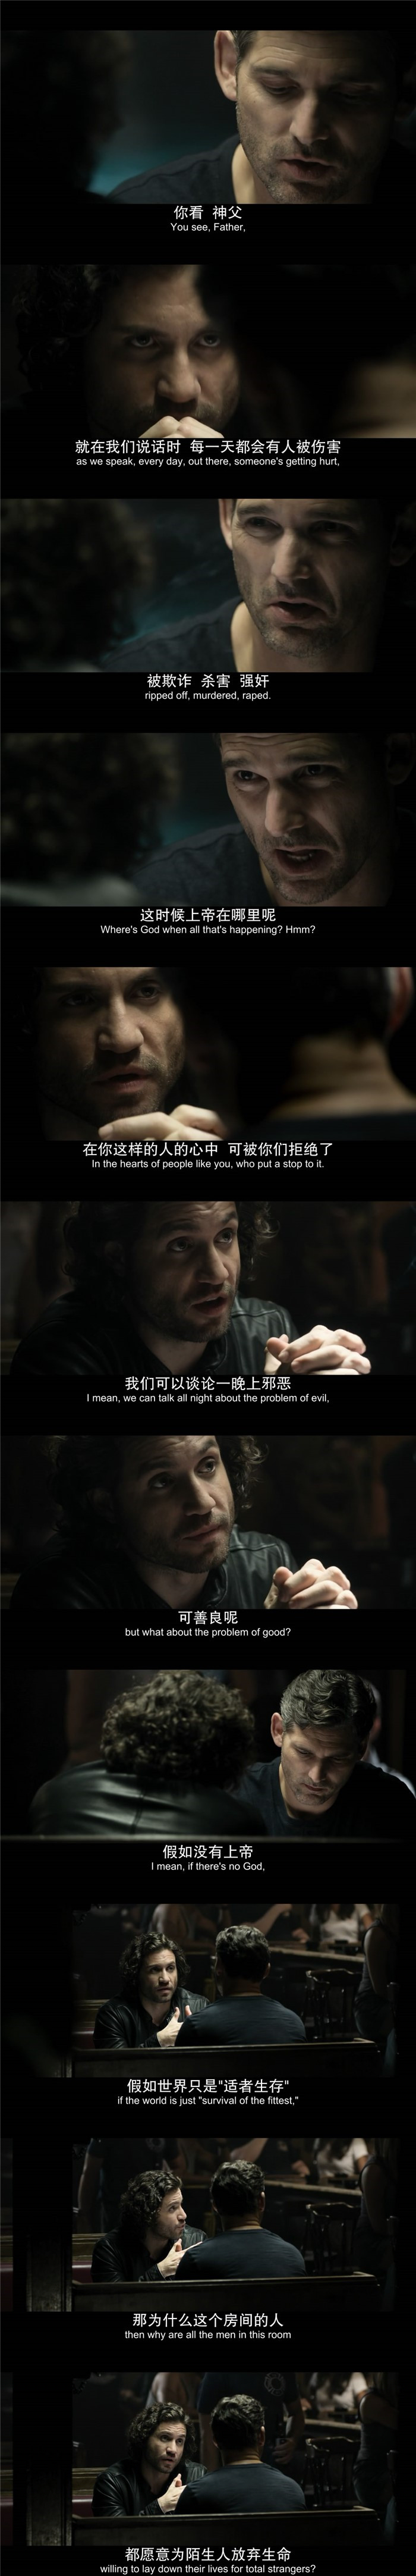 你看 神父
You see, Father,
就在我们说话时 每一天都会有人被伤害
as we speak, every day, out there, someone's getting hurt,
被欺诈 杀害 强奸
ripped off, murdered, raped.
这时候上帝在哪里呢
Where's God when all that's happening? Hmm?
在你这样的人的心中 可被你们拒绝了
In the hearts of people like you, who put a stop to it.
我们可以谈论一晚上邪恶
I mean, we can talk all night about the problem of evil,
可善良呢
but what about the problem of good?
假如没有上帝
I mean, if there's no God,
假如世界只是"适者生存"
if the world is just "survival of the fittest,"
那为什么这个房间的人
then why are all the men in this room
都愿意为陌生人放弃生命
willing to lay down their lives for total strangers?